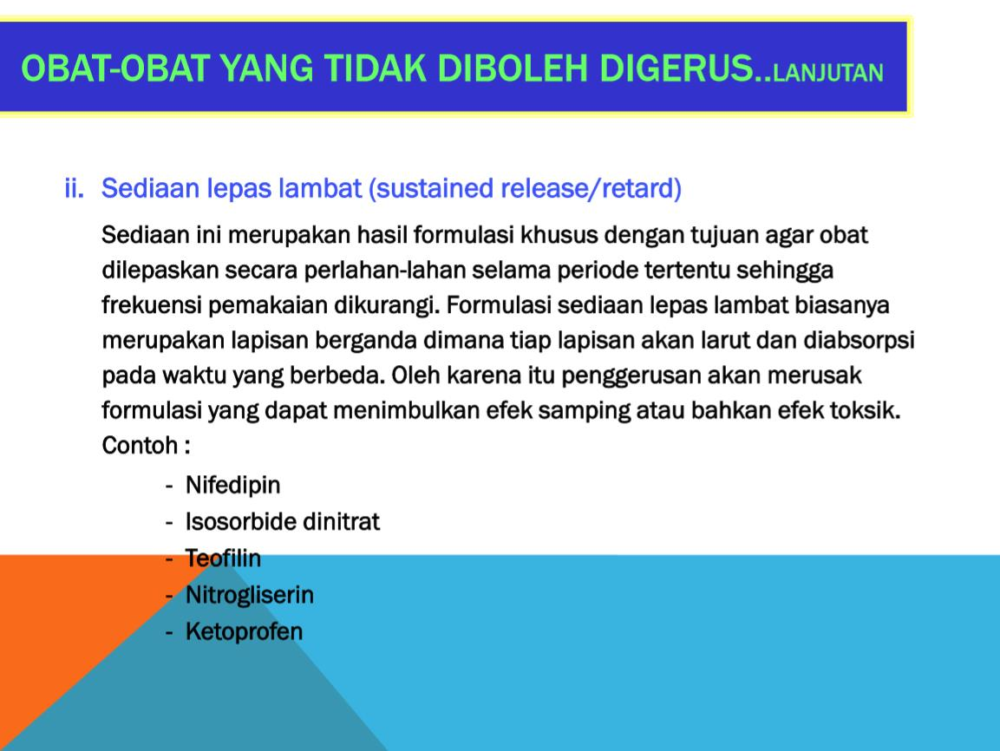 OBAT-OBAT YANG TIDAK DIBOLEH DIGERUS..LANJUTAN
ii. Sediaan lepas lambat (sustained release/retard)
Sediaan ini merupakan hasil formulasi khusus dengan tujuan agar obat
dilepaskan secara perlahan-lahan selama periode tertentu sehingga
frekuensi pemakaian dikurangi. Formulasi sediaan lepas lambat biasanya
merupakan lapisan berganda dimana tiap lapisan akan larut dan diabsorpsi
pada waktu yang berbeda. Oleh karena itu penggerusan akan merusak
formulasi yang dapat menimbulkan efek samping atau bahkan efek toksik.
Contoh :
- Nifedipin
- Isosorbide dinitrat
- Teofilin
- Nitrogliserin
- Ketoprofen